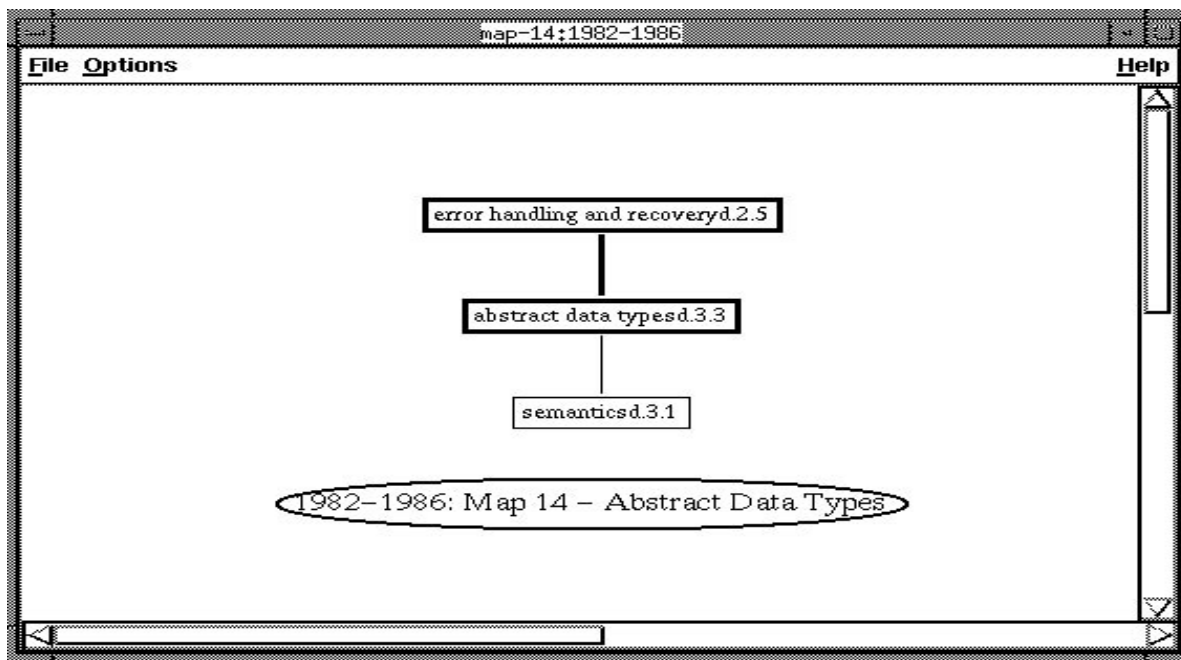 map-14:1982-1986
File Options Help
error handling and recoveryd.2.5
abstract data typesd.3.3
semanticsd.3.1
1982-1986: Map 14 - Abstract Data Types